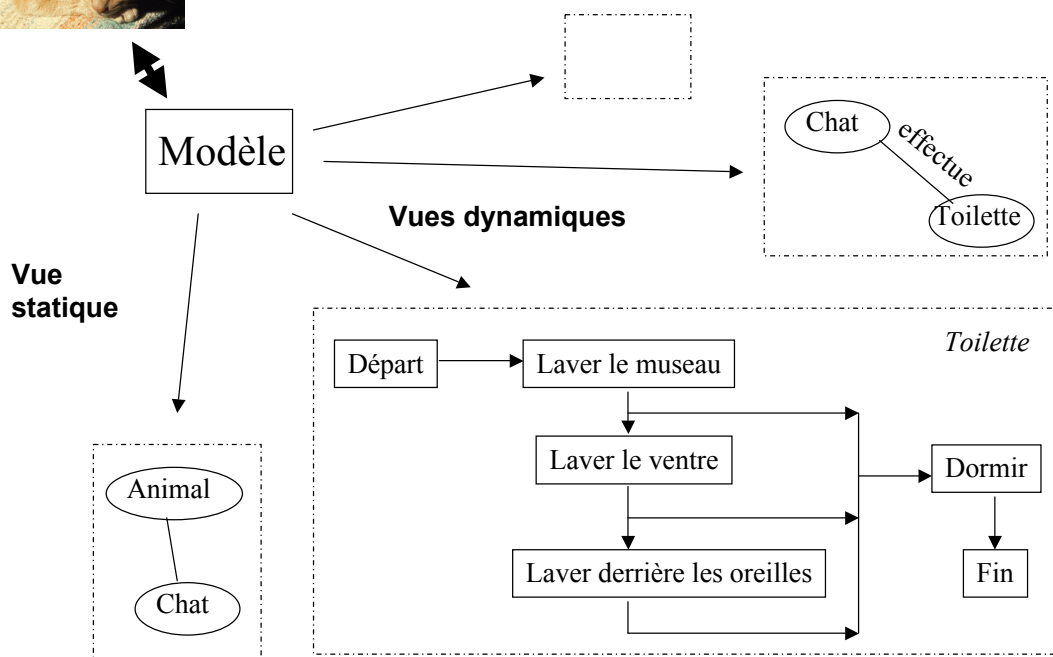 Modèle
Chat
effectue
Toilette
Vues dynamiques
Vue
statique
Toilette
Départ
Laver le museau
Laver le ventre
Dormir
Laver derrière les oreilles
Fin
Animal
Chat